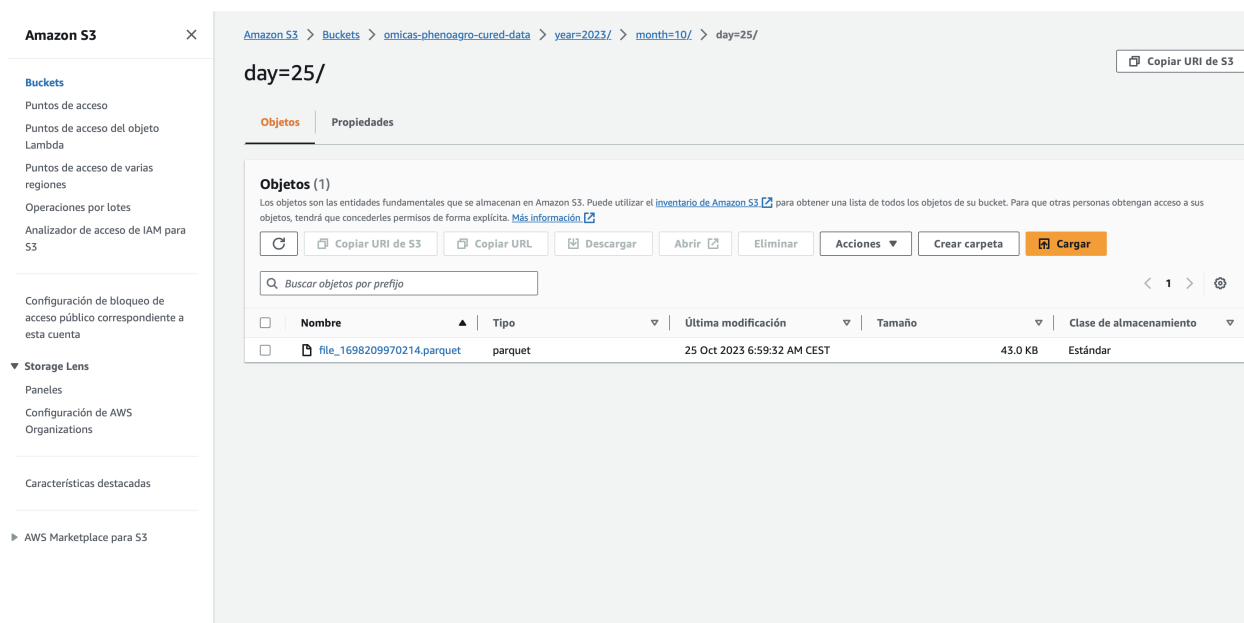 Amazon S3
Buckets
Puntos de acceso
Puntos de acceso del objeto
Lambda
Puntos de acceso de varias
regiones
Operaciones por lotes
Analizador de acceso de IAM para
S3
Configuración de bloqueo de
acceso público correspondiente a
esta cuenta
Storage Lens
Paneles
Configuración de AWS
Organizations
Características destacadas
AWS Marketplace para S3
Amazon S3 > Buckets > omicas-phenoagro-cured-data > year=2023/ > month=10/ > day=25/
day=25/
Copiar URI de S3
Objetos Propiedades
Objetos (1)
Los objetos son las entidades fundamentales que se almacenan en Amazon S3. Puede utilizar el inventario de Amazon S3 para obtener una lista de todos los objetos de su bucket. Para que otras personas obtengan acceso a sus
objetos, tendrá que concederles permisos de forma explícita. Más información
Copiar URI de S3 Copiar URL Descargar Abrir Eliminar Acciones Crear carpeta Cargar
Buscar objetos por prefijo
< 1 >
Nombre Tipo Última modificación Tamaño Clase de almacenamiento
file_1698209970214.parquet parquet 25 Oct 2023 6:59:32 AM CEST 43.0 KB Estándar